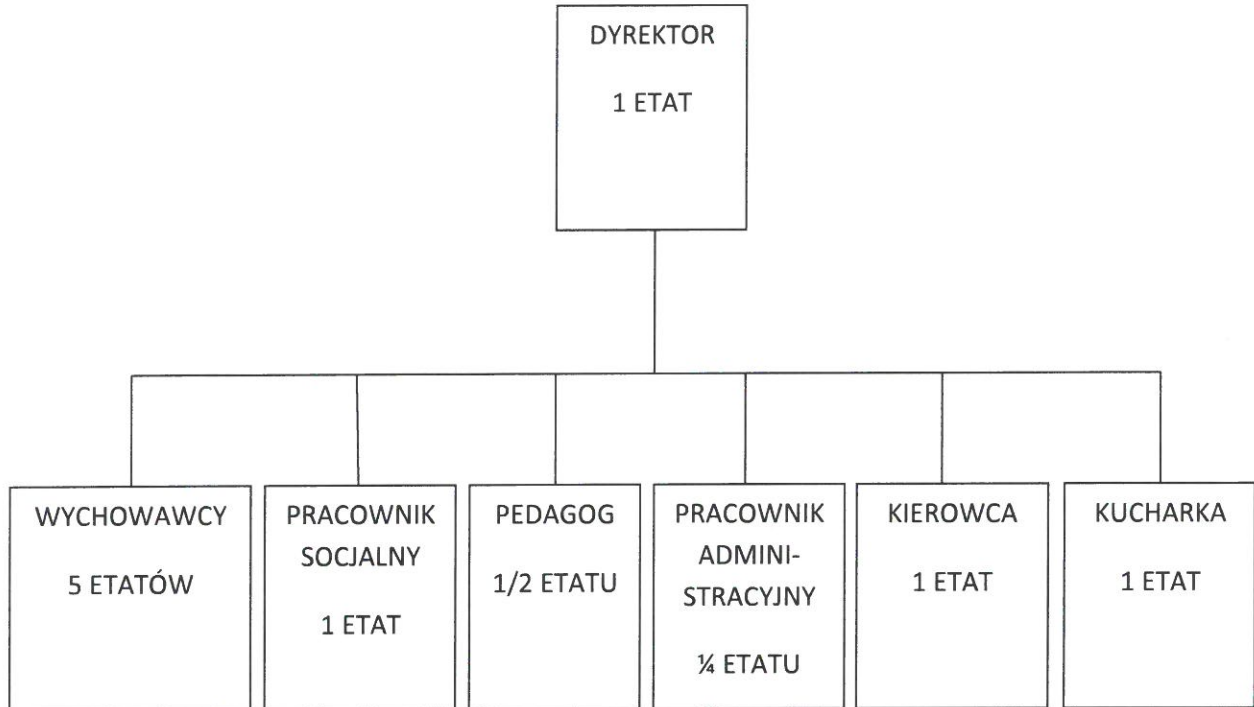 DYREKTOR
1 ETAT
WYCHOWAWCY
5 ETATÓW
PRACOWNIK
SOCJALNY
1 ETAT
PEDAGOG
1/2 ETATU
PRACOWNIK
ADMINI-
STRACYJNY
¼ ETATU
KIEROWCA
1 ETAT
KUCHARKA
1 ETAT